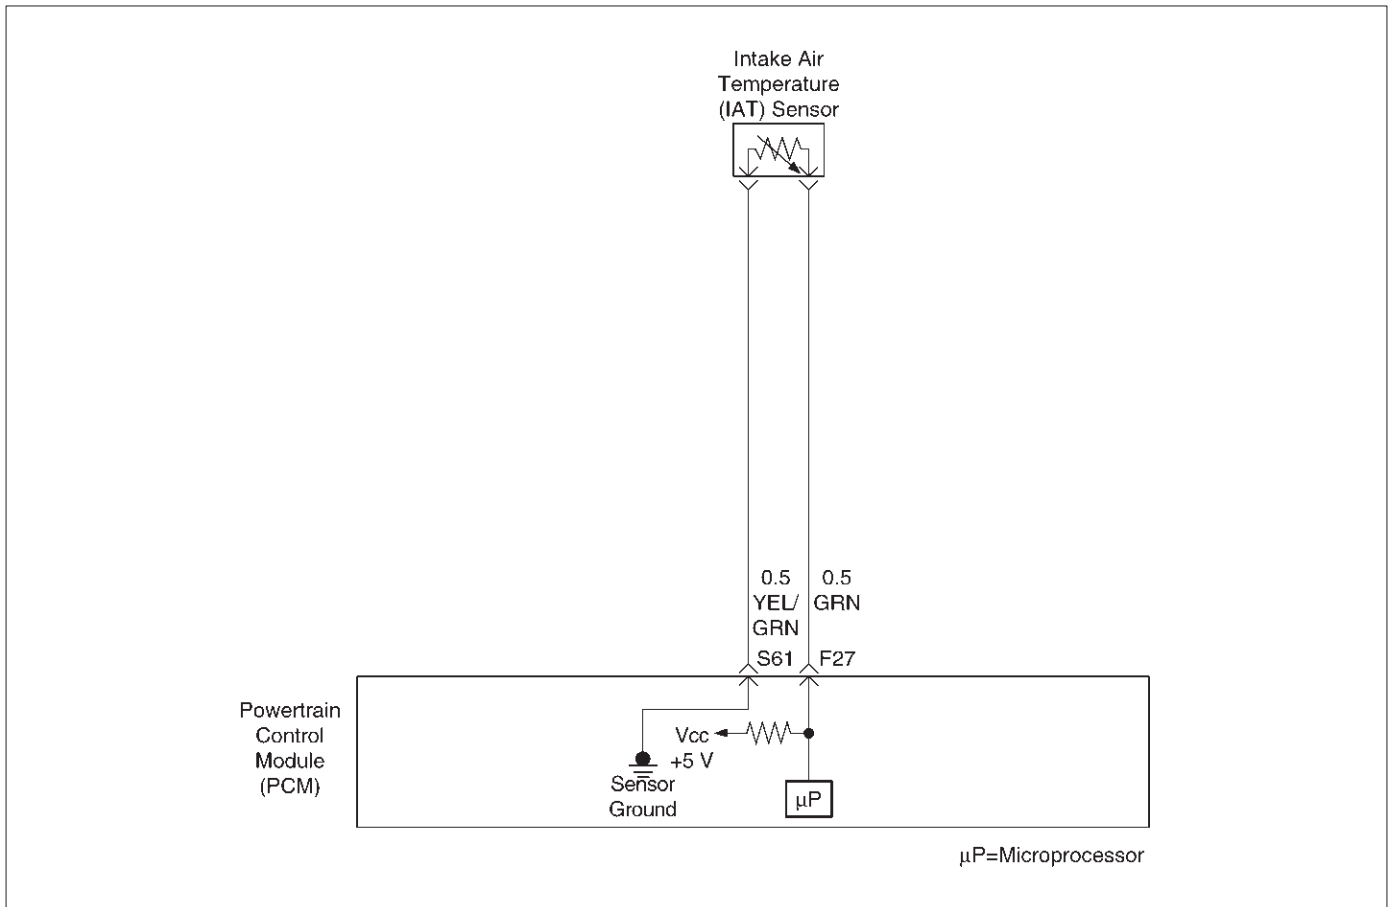 Intake Air
Temperature
(IAT) Sensor
0.5
YEL/
GRN
0.5
GRN
S61
F27
Powertrain
Control
Module
(PCM)
Vcc
+5 V
Sensor
Ground
μP
μP=Microprocessor